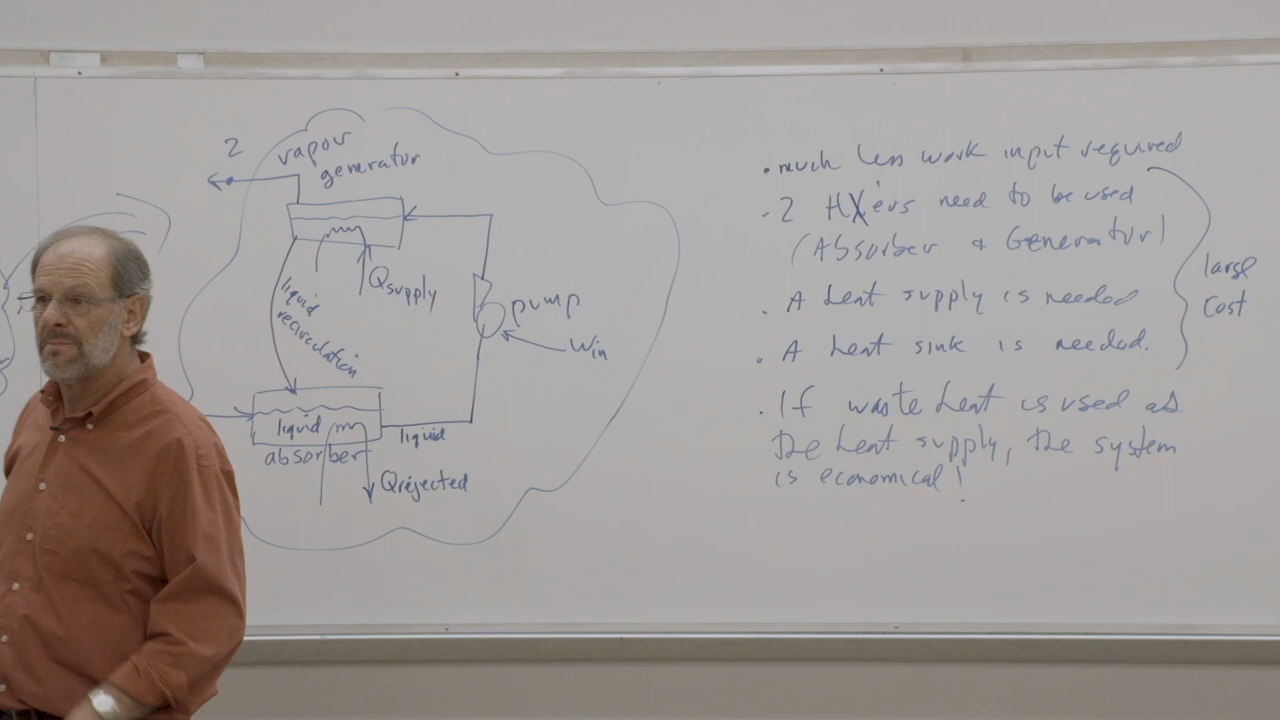 2
vapour
generator
Qsupply
liquid
recirculation
pump
Win
liquid
absorber
liquid
Qrejected
• much less work input required
• 2 HX'ers need to be used
(Absorber & Generator)
• A heat supply is needed
• A heat sink is needed.
large
cost
• If waste heat is used as
the heat supply, the system
is economical!